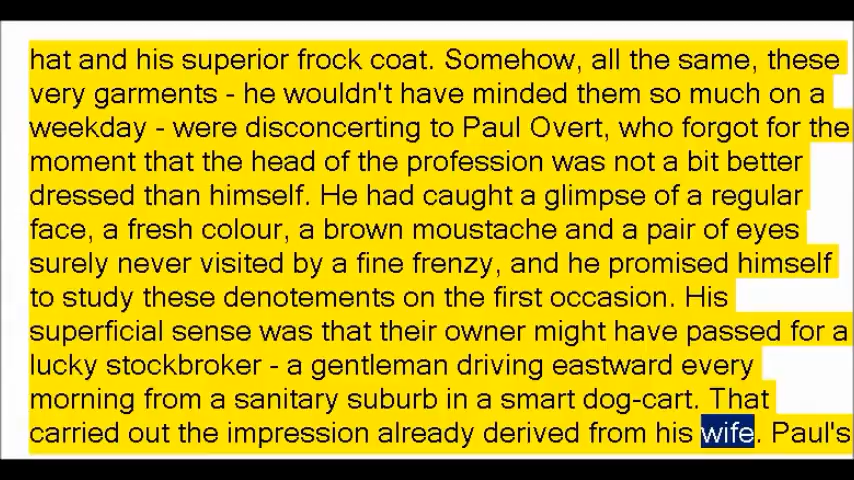 hat and his superior frock coat. Somehow, all the same, these
very garments - he wouldn't have minded them so much on a
weekday - were disconcerting to Paul Overt, who forgot for the
moment that the head of the profession was not a bit better
dressed than himself. He had caught a glimpse of a regular
face, a fresh colour, a brown moustache and a pair of eyes
surely never visited by a fine frenzy, and he promised himself
to study these denotements on the first occasion. His
superficial sense was that their owner might have passed for a
lucky stockbroker - a gentleman driving eastward every
morning from a sanitary suburb in a smart dog-cart. That
carried out the impression already derived from his wife. Paul's